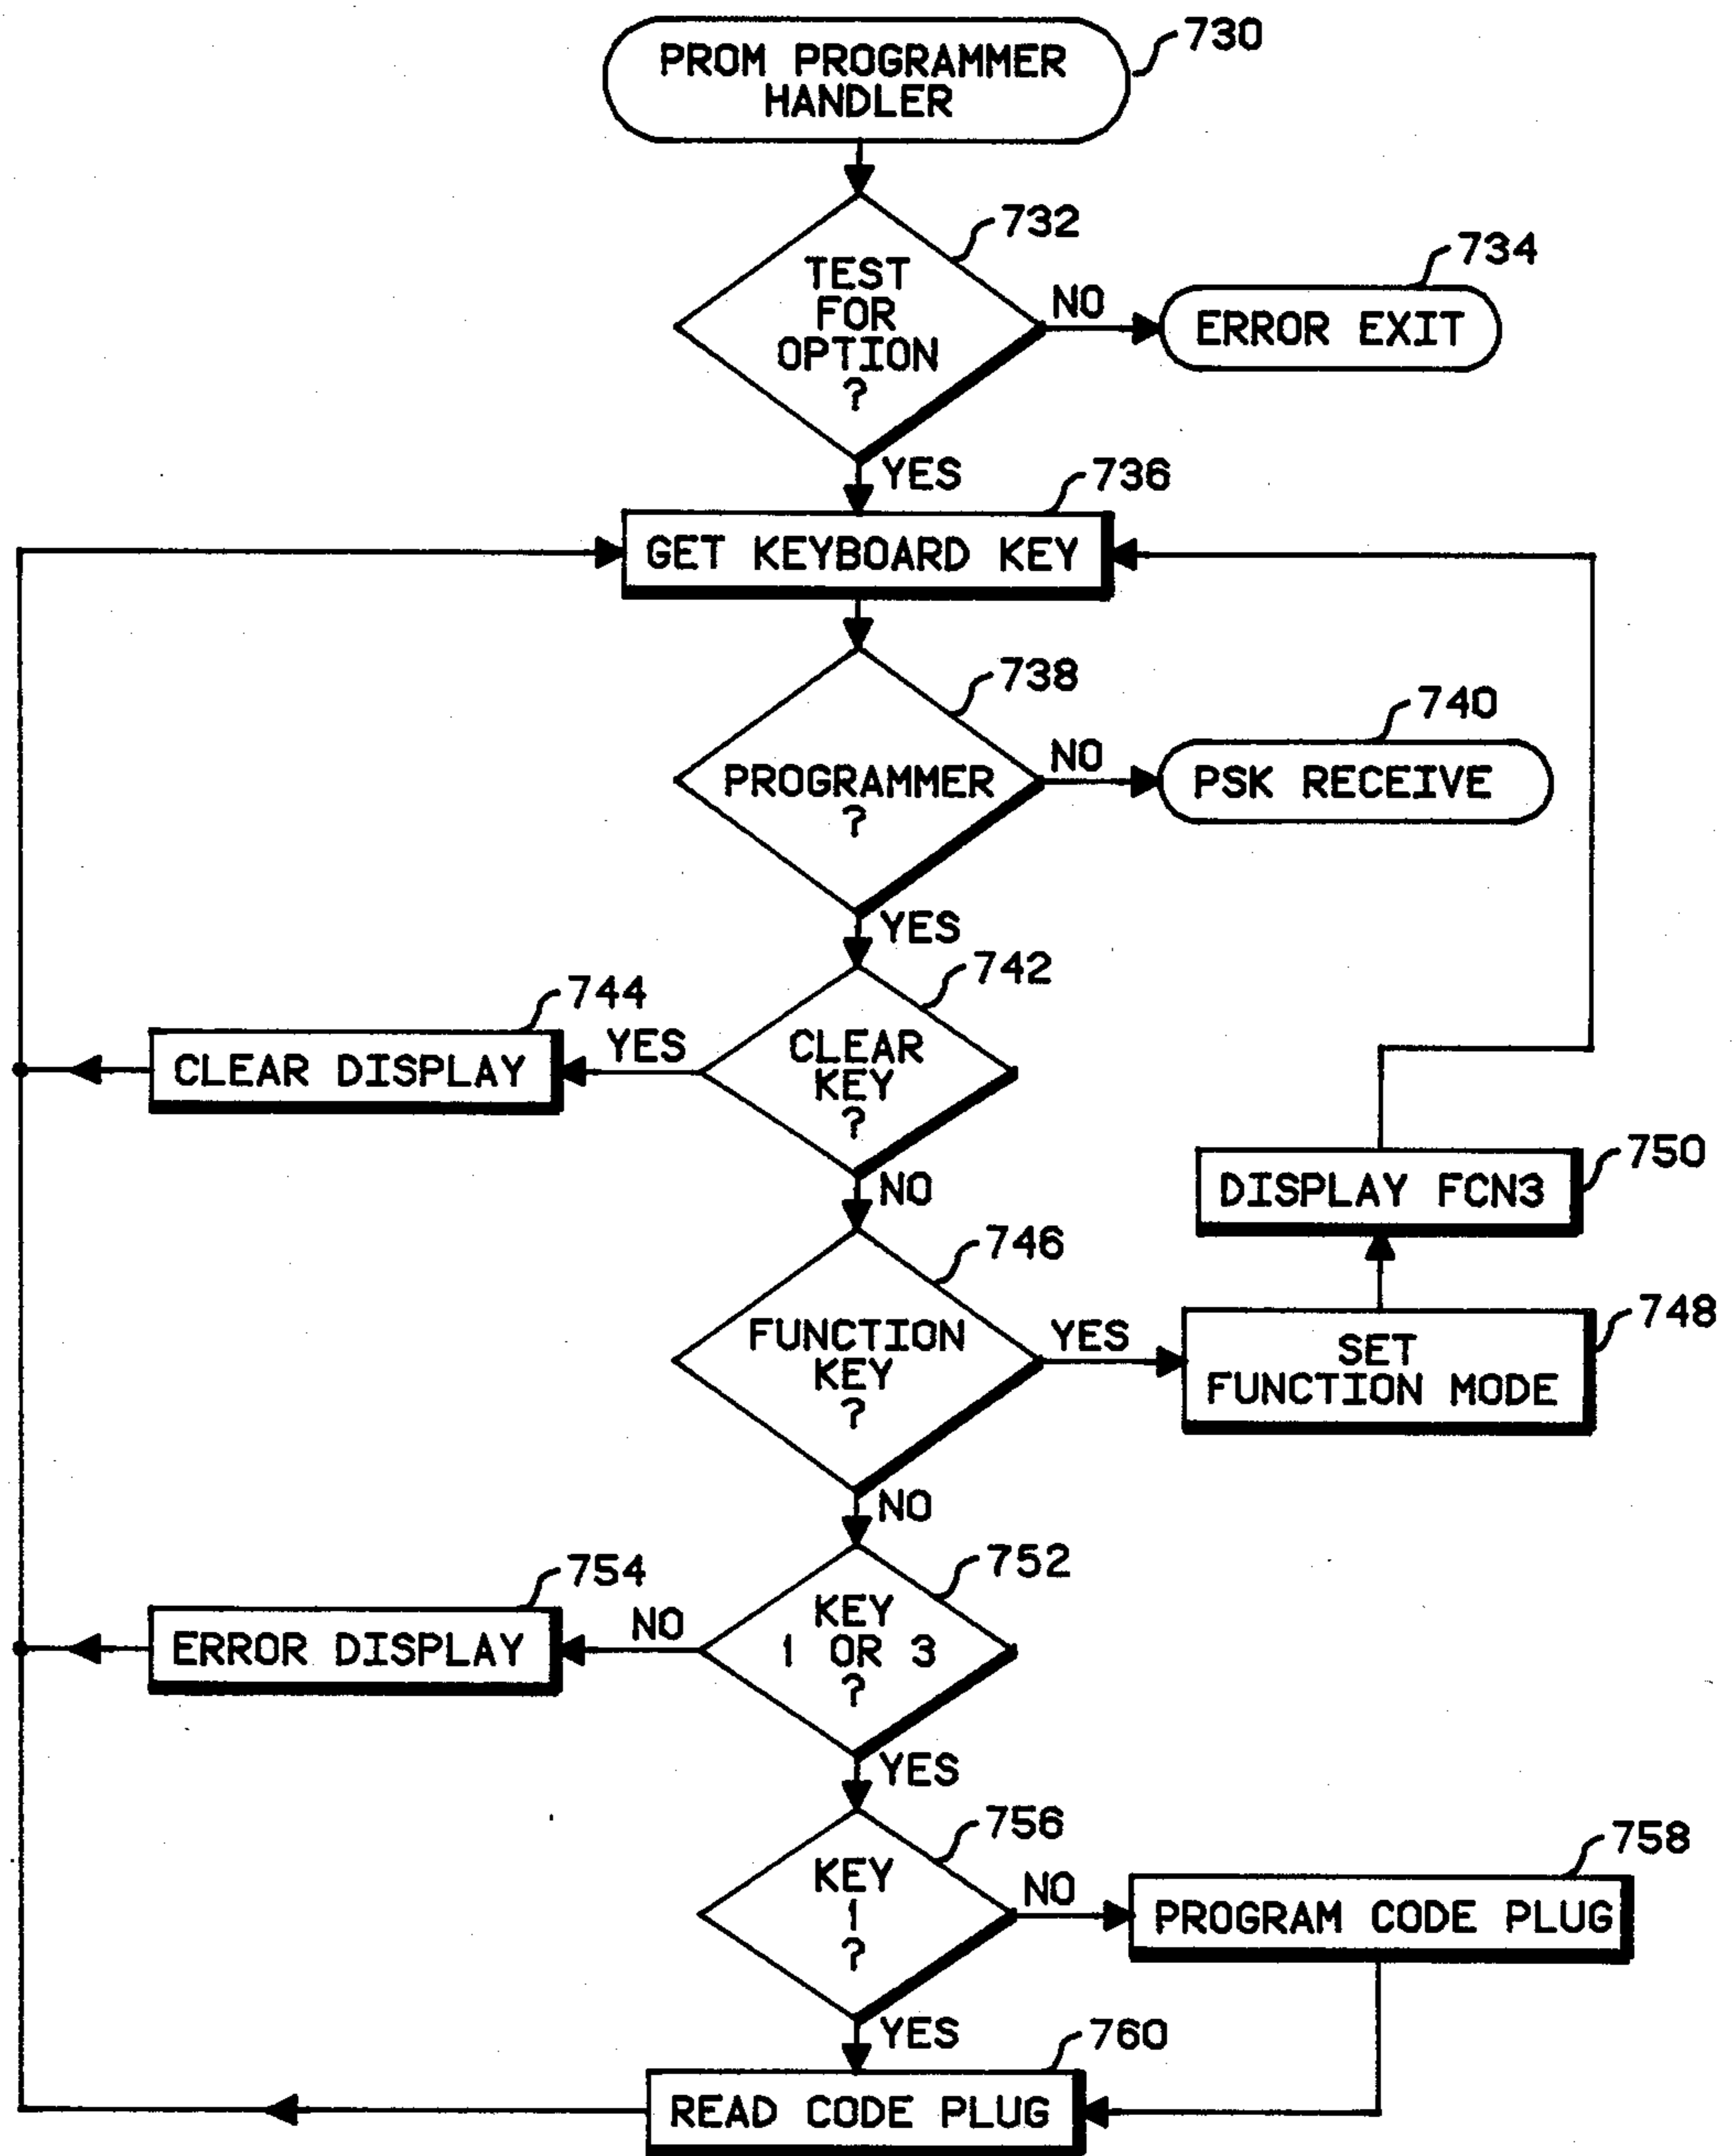 730
PROM PROGRAMMER
HANDLER
732
TEST
FOR
OPTION
?
NO
734
ERROR EXIT
YES
736
GET KEYBOARD KEY
738
PROGRAMMER
?
NO
740
PSK RECEIVE
YES
742
CLEAR
KEY
?
YES
744
CLEAR DISPLAY
NO
746
FUNCTION
KEY
?
YES
748
SET
FUNCTION MODE
750
DISPLAY FCN3
NO
752
KEY
1 OR 3
?
NO
754
ERROR DISPLAY
YES
756
KEY
1
?
NO
758
PROGRAM CODE PLUG
YES
760
READ CODE PLUG